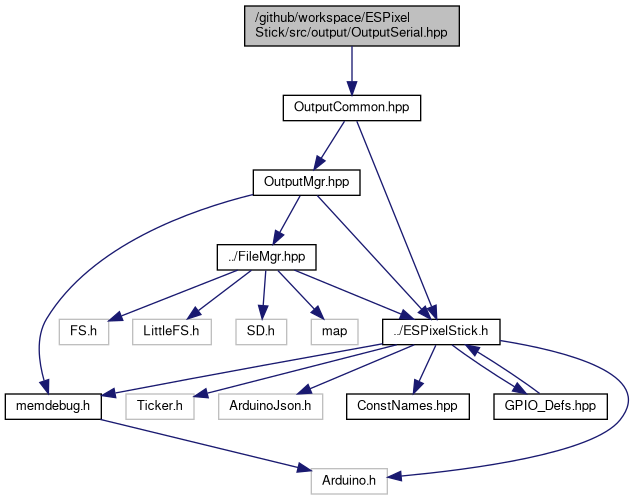 /github/workspace/ESPixel
Stick/src/output/OutputSerial.hpp
OutputCommon.hpp
OutputMgr.hpp
../FileMgr.hpp
FS.h
LittleFS.h
SD.h
map
../ESPixelStick.h
memdebug.h
Ticker.h
ArduinoJson.h
ConstNames.hpp
GPIO_Defs.hpp
Arduino.h